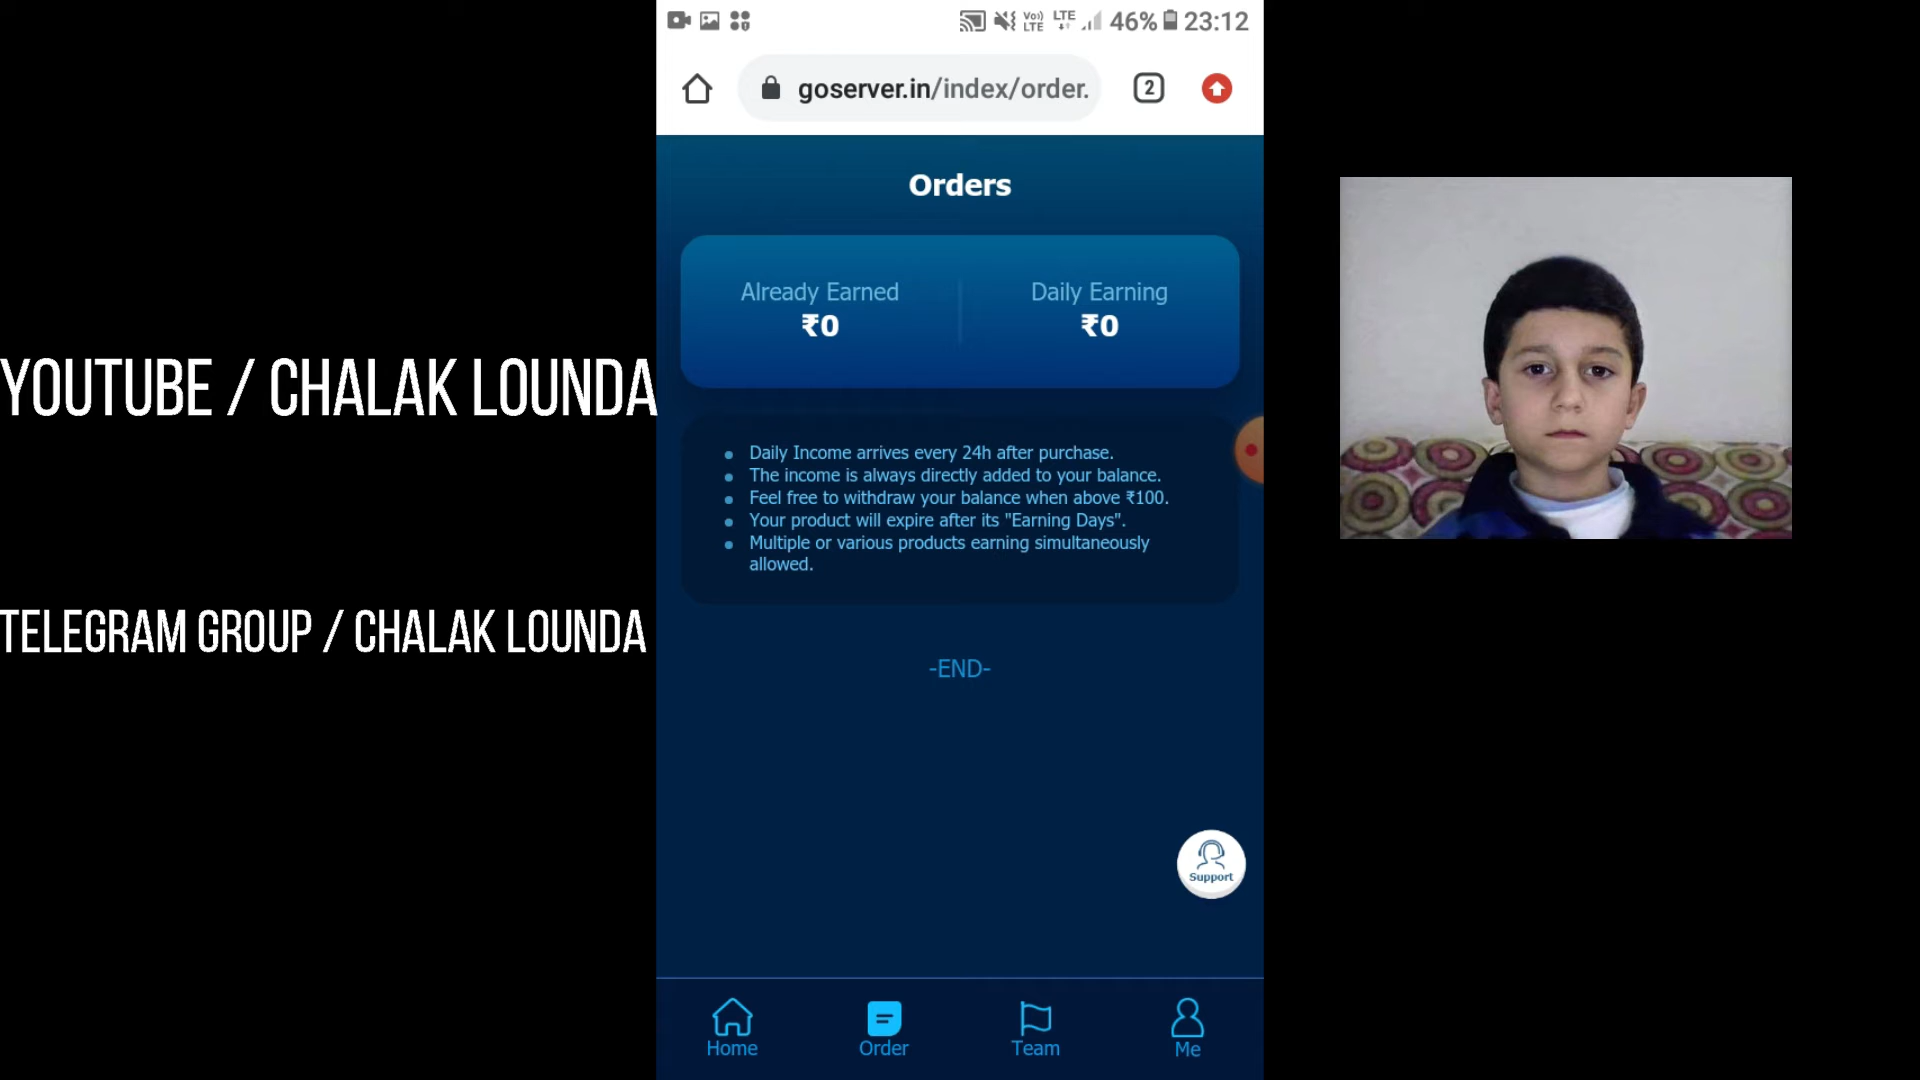 Vo))
LTE
LTE
46%
23:12
goserver.in/index/order.
2
Orders
Already Earned
₹0
Daily Earning
₹0
YOUTUBE / CHALAK LOUNDA
Daily Income arrives every 24h after purchase.
The income is always directly added to your balance.
Feel free to withdraw your balance when above ₹100.
Your product will expire after its "Earning Days".
Multiple or various products earning simultaneously
allowed.
TELEGRAM GROUP / CHALAK LOUNDA
-END-
Support
Home
Order
Team
Me